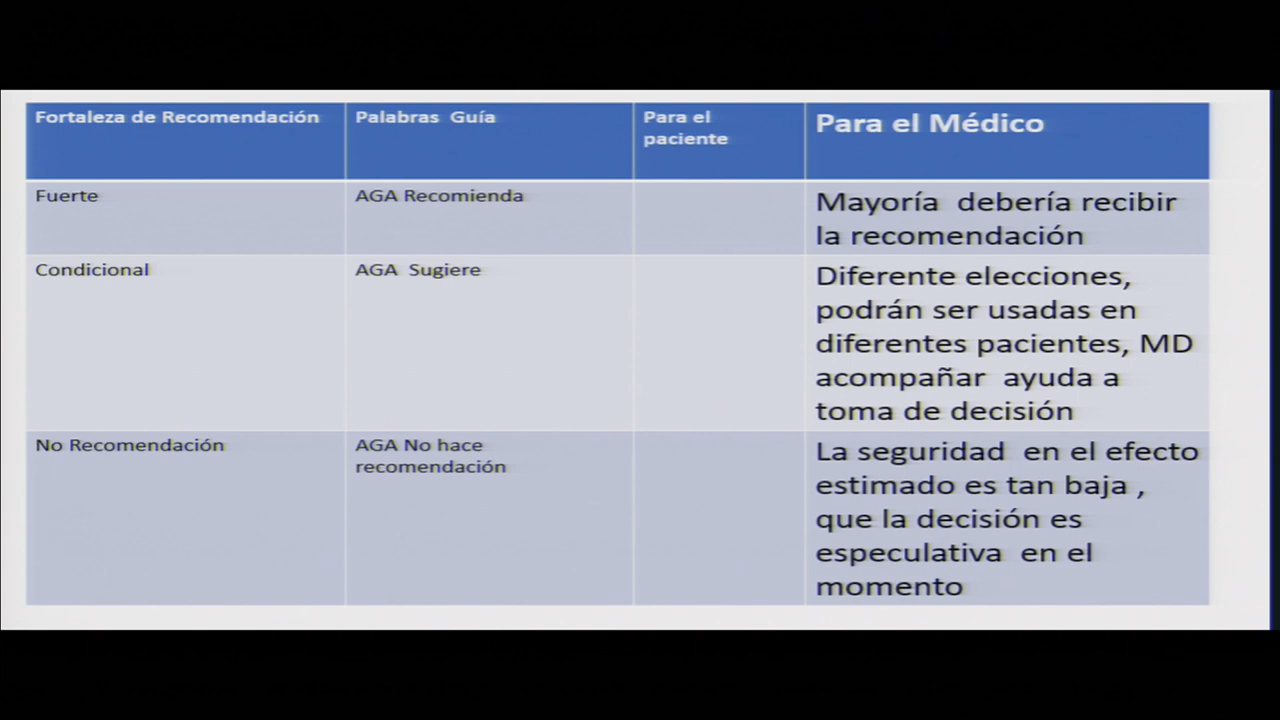 Fortaleza de Recomendación
Palabras Guía
Para el
paciente
Para el Médico
Fuerte
AGA Recomienda
Mayoría debería recibir
la recomendación
Condicional
AGA Sugiere
Diferente elecciones,
podrán ser usadas en
diferentes pacientes, MD
acompañar ayuda a
toma de decisión
No Recomendación
AGA No hace
recomendación
La seguridad en el efecto
estimado es tan baja ,
que la decisión es
especulativa en el
momento